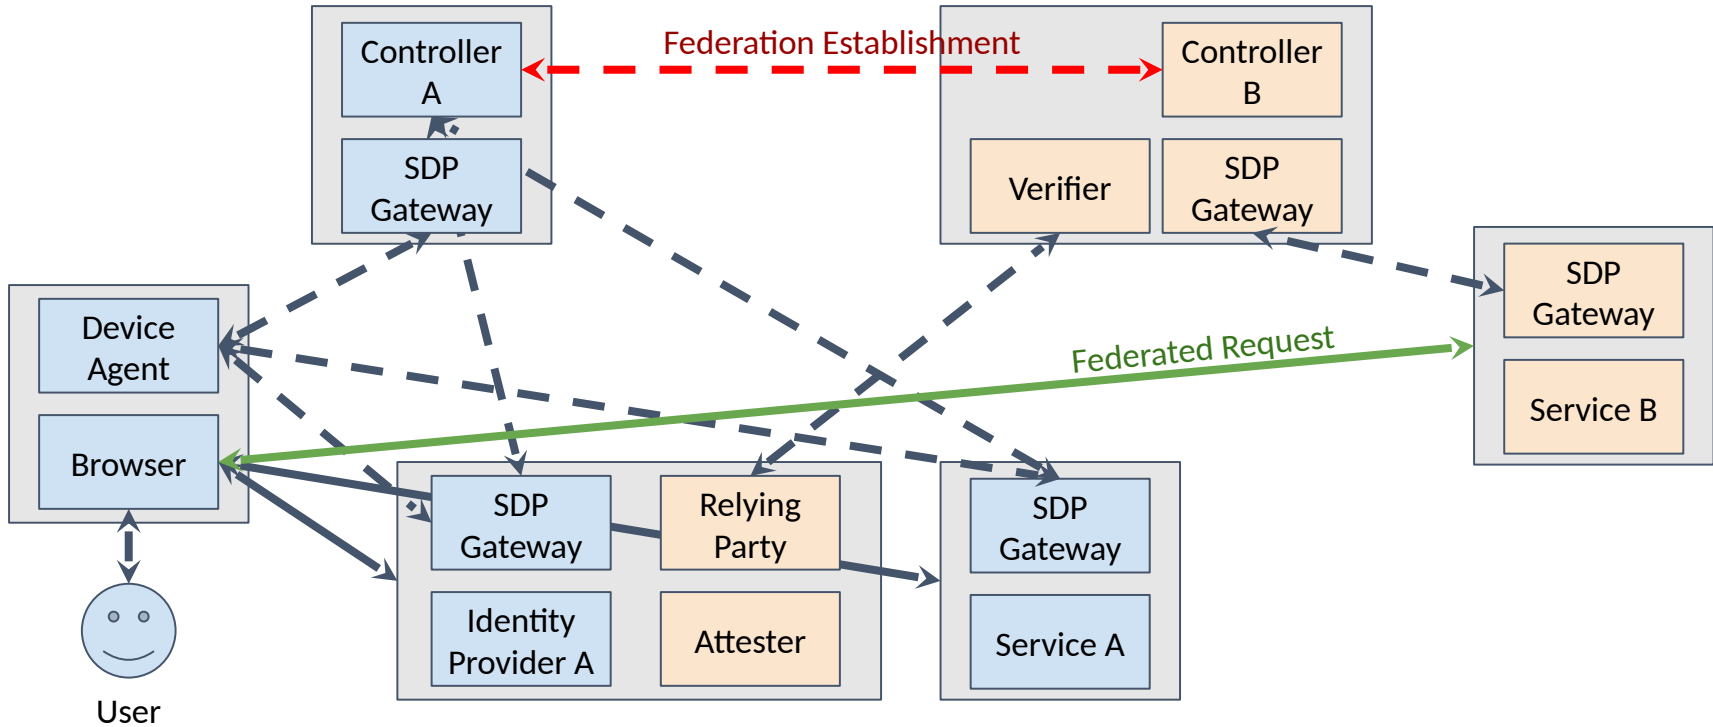 Controller
A
Federation Establishment
Controller
B
SDP
Gateway
Verifier
SDP
Gateway
SDP
Gateway
Device
Agent
Federated Request
Service B
Browser
SDP
Gateway
Relying
Party
SDP
Gateway
Identity
Provider A
Attester
Service A
User